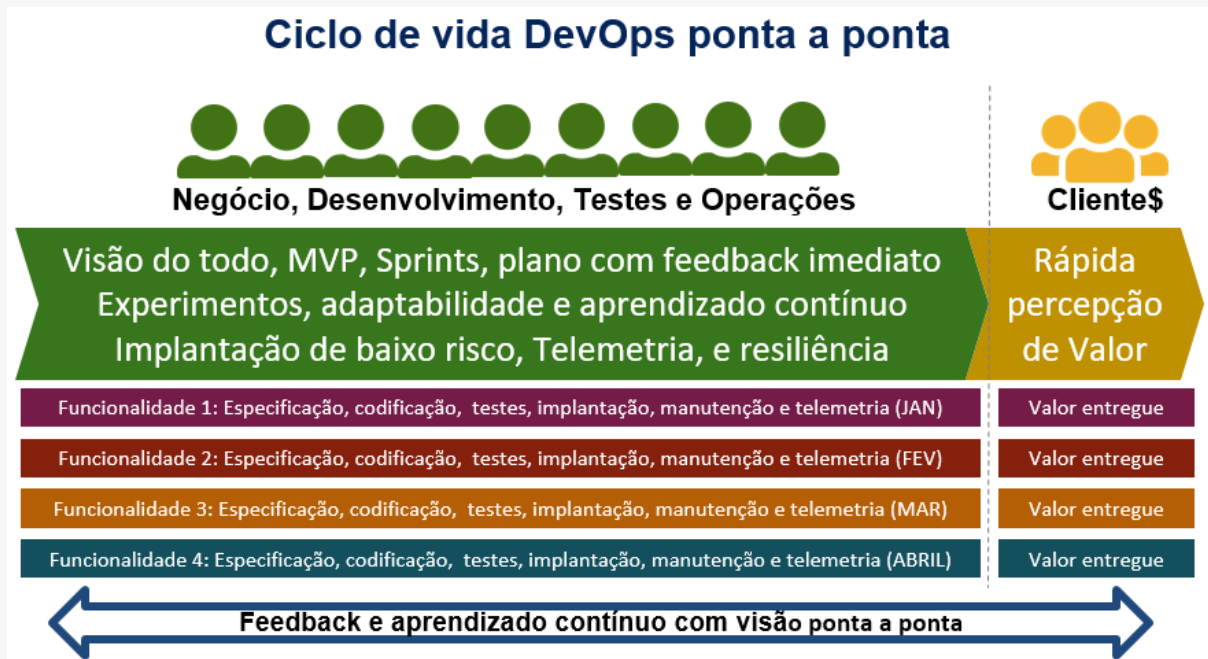 Ciclo de vida DevOps ponta a ponta
Negócio, Desenvolvimento, Testes e Operações
Cliente$
Visão do todo, MVP, Sprints, plano com feedback imediato
Experimentos, adaptabilidade e aprendizado contínuo
Implantação de baixo risco, Telemetria, e resiliência
Rápida
percepção
de Valor
Funcionalidade 1: Especificação, codificação,  testes, implantação, manutenção e telemetria (JAN)
Valor entregue
Funcionalidade 2: Especificação, codificação,  testes, implantação, manutenção e telemetria (FEV)
Valor entregue
Funcionalidade 3: Especificação, codificação,  testes, implantação, manutenção e telemetria (MAR)
Valor entregue
Funcionalidade 4: Especificação, codificação,  testes, implantação, manutenção e telemetria (ABRIL)
Valor entregue
Feedback e aprendizado contínuo com visão ponta a ponta